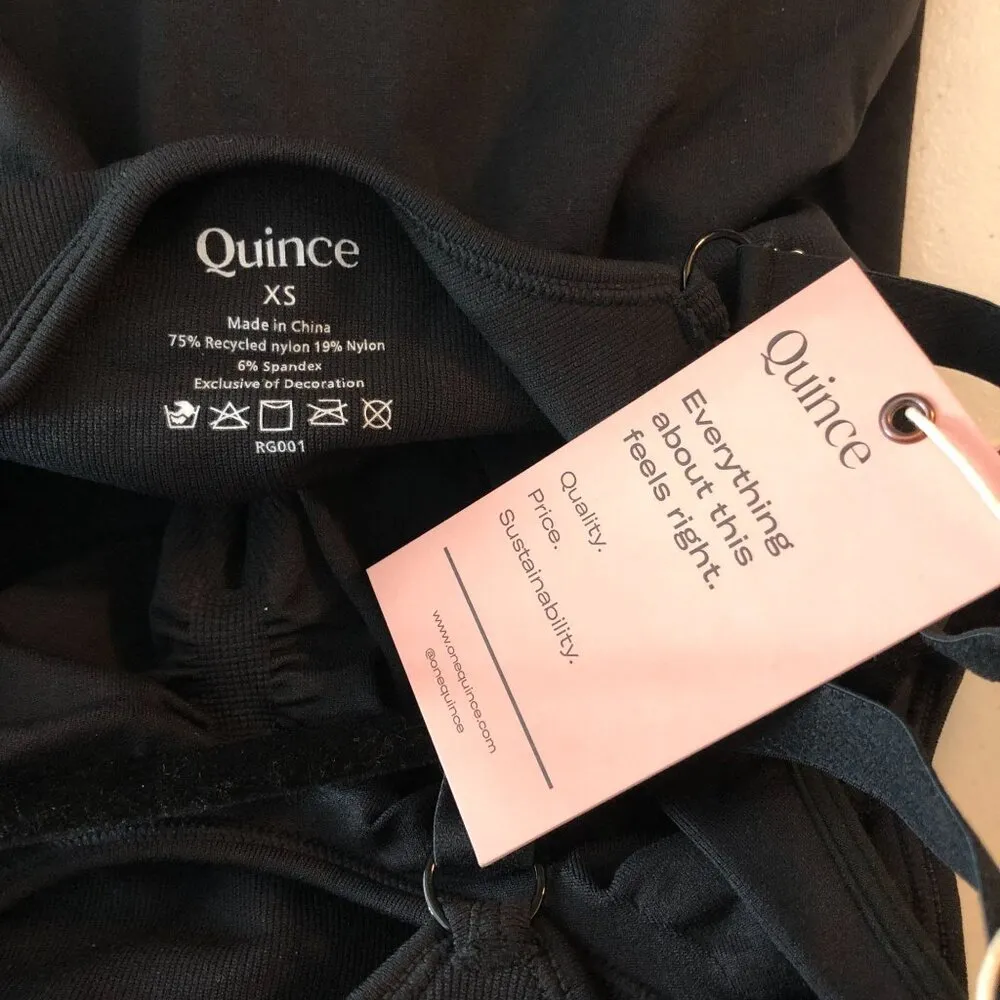 Quince
XS
Made in China
75% Recycled nylon 19% Nylon
6% Spandex
Exclusive of Decoration
RG001
Quince
Everything
about this
feels right.
Quality.
Price.
Sustainability.
www.onequince.com
@onequince